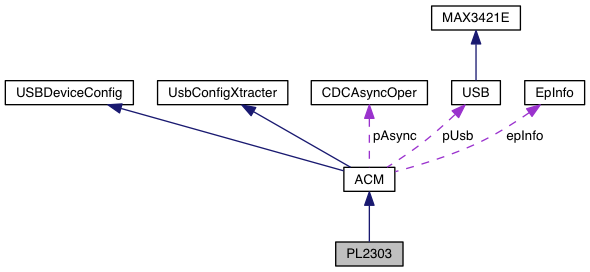 MAX3421E
USBDeviceConfig
UsbConfigXtracter
CDCAsyncOper
USB
EpInfo
pAsync
pUsb
epInfo
ACM
PL2303